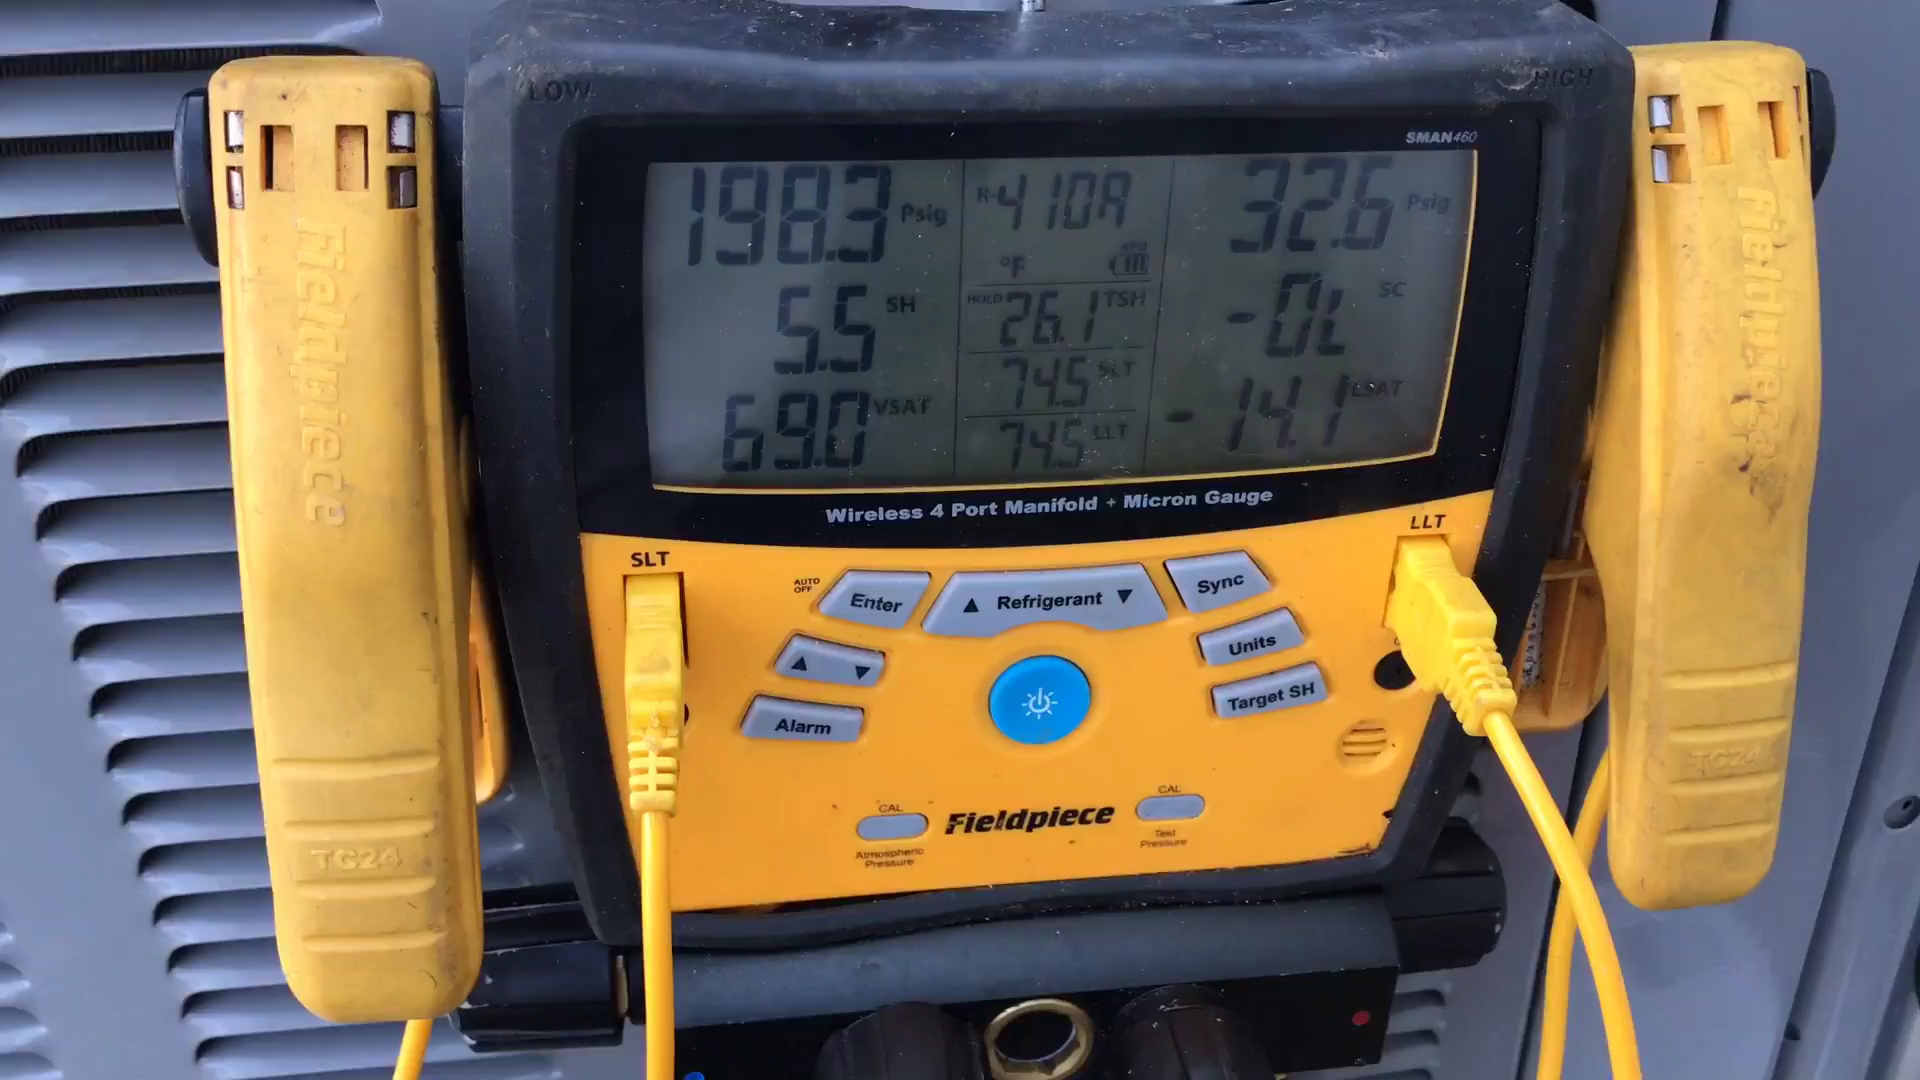 LOW
HIGH
SMAN460
198.3 Psig
R-410A
32.6 Psig
°F
5.5 SH
HOLD 26.1 TSH
-OL SC
74.5 SLT
69.0 VSAT
74.5 LLT
-14.1 LSAT
Wireless 4 Port Manifold + Micron Gauge
SLT
LLT
AUTO OFF
Enter
▲ Refrigerant ▼
Sync
▲ ▼
Units
Alarm
Target SH
CAL
Atmospheric
Pressure
Fieldpiece
CAL
Test
Pressure
Fieldpiece
TC24
Fieldpiece
TC24